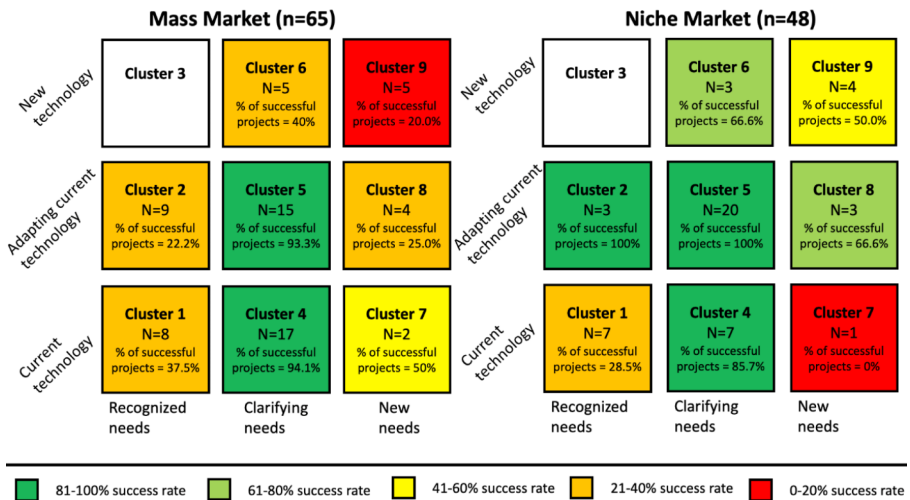 Mass Market (n=65)
Niche Market (n=48)
New
technology
Cluster 3
Cluster 6
N=5
% of successful
projects = 40%
Cluster 9
N=5
% of successful
projects = 20.0%
New
technology
Cluster 3
Cluster 6
N=3
% of successful
projects = 66.6%
Cluster 9
N=4
% of successful
projects = 50.0%
Adapting current
technology
Cluster 2
N=9
% of successful
projects = 22.2%
Cluster 5
N=15
% of successful
projects = 93.3%
Cluster 8
N=4
% of successful
projects = 25.0%
Adapting current
technology
Cluster 2
N=3
% of successful
projects = 100%
Cluster 5
N=20
% of successful
projects = 100%
Cluster 8
N=3
% of successful
projects = 66.6%
Current
technology
Cluster 1
N=8
% of successful
projects = 37.5%
Cluster 4
N=17
% of successful
projects = 94.1%
Cluster 7
N=2
% of successful
projects = 50%
Current
technology
Cluster 1
N=7
% of successful
projects = 28.5%
Cluster 4
N=7
% of successful
projects = 85.7%
Cluster 7
N=1
% of successful
projects = 0%
Recognized
needs
Clarifying
needs
New
needs
Recognized
needs
Clarifying
needs
New
needs
81-100% success rate
61-80% success rate
41-60% success rate
21-40% success rate
0-20% success rate